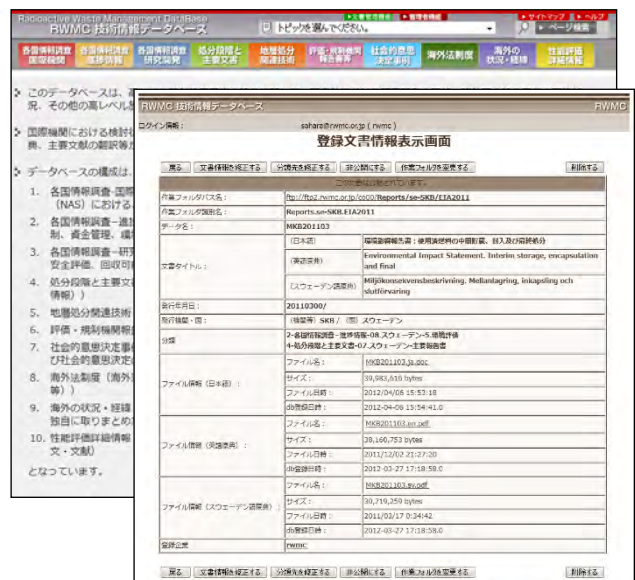 Radioactive Waste Management DataBase
RWMC 技術情報データベース
トピックを選んでください。
▶文書管理機能 ▶管理者機能
▶サイトマップ ▶ヘルプ
▶ページ検索
各国情報調査 国際機関
各国情報調査 進捗情報
各国情報調査 研究開発
処分段階と 主要文書
地層処分 関連技術
評価・規制機関 報告書等
社会的意思 決定事例
海外法制度
海外の 状況・経緯
性能評価 詳細情報
このデータベースは、
況、その他の高レベル
国際機関における検討
典、主要文献の翻訳等
データベースの構成は、
1. 各国情報調査-国際
(NAS)における
2. 各国情報調査-進
制、資金管理、
3. 各国情報調査-研
安全評価、回収可
4. 処分段階と主要文
情報))
5. 地層処分関連技術
6. 評価・規制機関報
7. 社会的意思決定事
び社会的意思決定
8. 海外法制度(海外
等))
9. 海外の状況・経緯
独自に取りまとめ
10. 性能評価詳細情報
文・文献)
となっています。
RWMC 技術情報データベース RWMC
ログイン情報: sahara@rwmc.or.jp ( rwmc )
登録文書情報表示画面
戻る 文書情報を修正する 分類先を修正する 非公開にする 作業フォルダを変更する 削除する
この文書は公開されています。
作業フォルダパス名: ftp://ftp2.rwmc.or.jp/co00/Reports/se-SKB/EIA2011
作業フォルダ識別名: Reports.se-SKB.EIA2011
データ名: MKB201103
文書タイトル:
(日本語) 環境影響報告書:使用済燃料の中間貯蔵、封入及び最終処分
(英語原典) Environmental Impact Statement. Interim storage, encapsulation and final
(スウェーデン語原典) Miljökonsekvensbeskrivning. Mellanlagring, inkapsling och slutförvaring
発行年月日: 20110300/
発行機関・国: (機関等) SKB / (国) スウェーデン
分類 2-各国情報調査-進捗情報-08.スウェーデン-5.環境評価
4-処分段階と主要文書-07.スウェーデン-主要報告書
ファイル情報(日本語):
ファイル名: MKB201103.ja.doc
サイズ: 39,983,616 bytes
ファイル日時: 2012/04/06 15:53:18
db登録日時: 2012-04-06 15:54:41.0
ファイル情報(英語原典):
ファイル名: MKB201103.en.pdf
サイズ: 38,160,753 bytes
ファイル日時: 2011/12/02 21:27:20
db登録日時: 2012-03-27 17:18:58.0
ファイル情報(スウェーデン語原典):
ファイル名: MKB201103.sv.pdf
サイズ: 30,719,259 bytes
ファイル日時: 2011/03/17 0:34:42
db登録日時: 2012-03-27 17:18:58.0
登録企業 rwmc
戻る 文書情報を修正する 分類先を修正する 非公開にする 作業フォルダを変更する 削除する